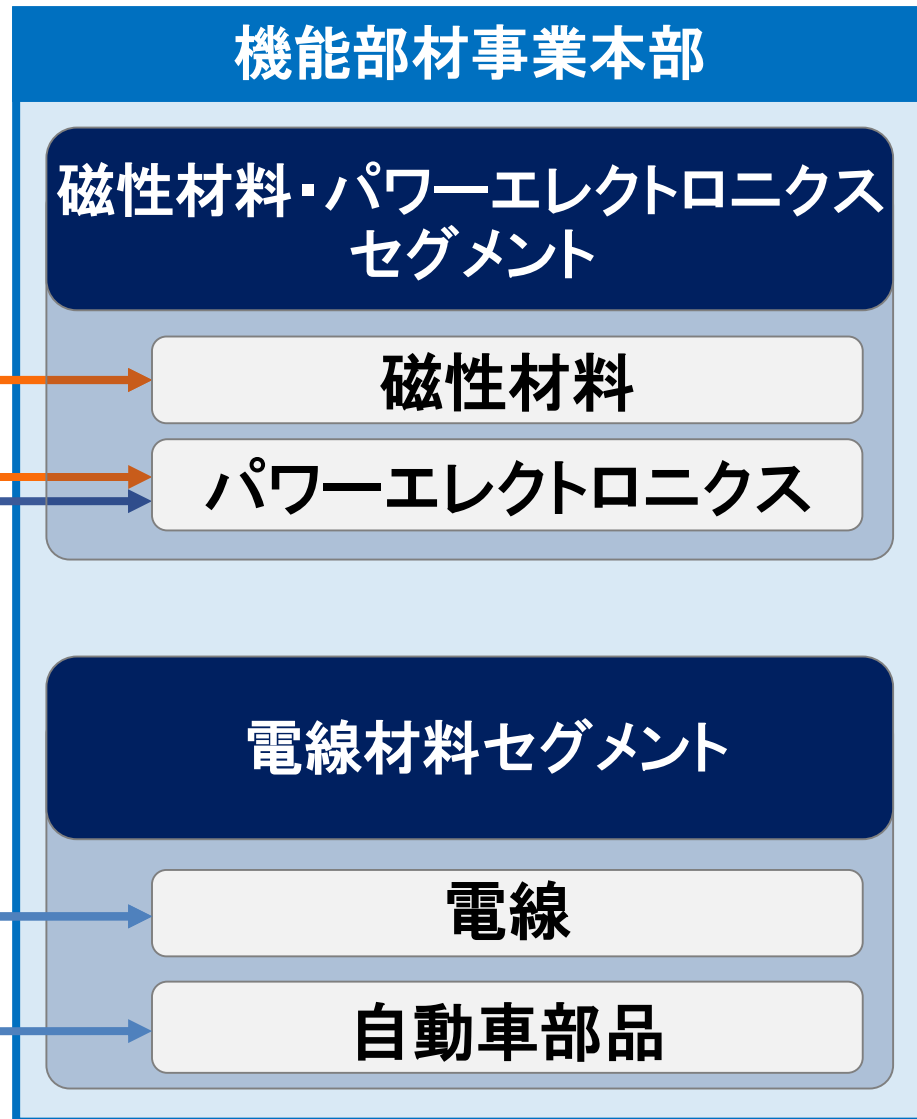 機能部材事業本部
磁性材料・パワーエレクトロニクス
セグメント
磁性材料
パワーエレクトロニクス
電線材料セグメント
電線
自動車部品